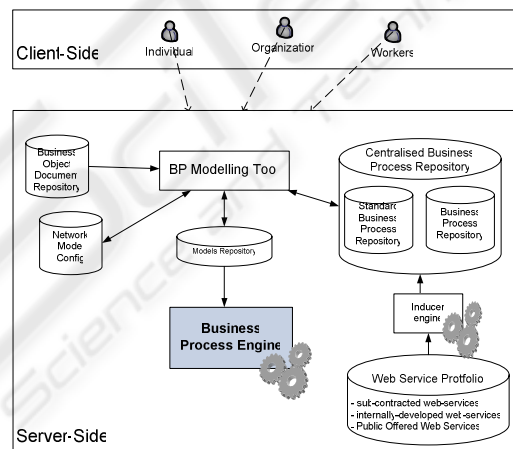 Client-Side
Individual
Organization
Workers
Business
Object
Document
Repository
BP Modelling Too
Centralised Business
Process Repository
Standard
Business
Process
Repository
Business
Process
Repository
Network
Mode
Config
Models Repository
Business
Process Engine
Inducer
engine
Web Service Protfolio
- sut-contracted web-services
- internally-developed wet-services
- Public Offered Web Services
Server-Side